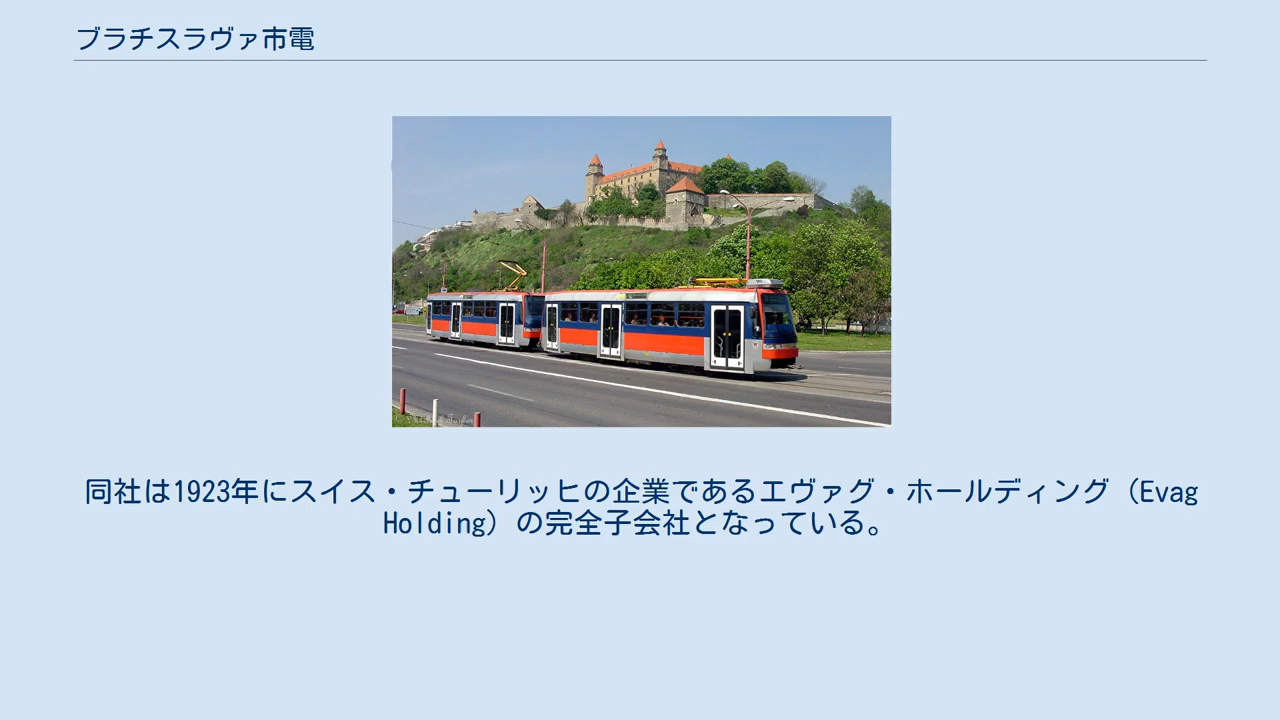 ブラチスラヴァ市電
同社は1923年にスイス・チューリッヒの企業であるエヴァグ・ホールディング（Evag
Holding）の完全子会社となっている。